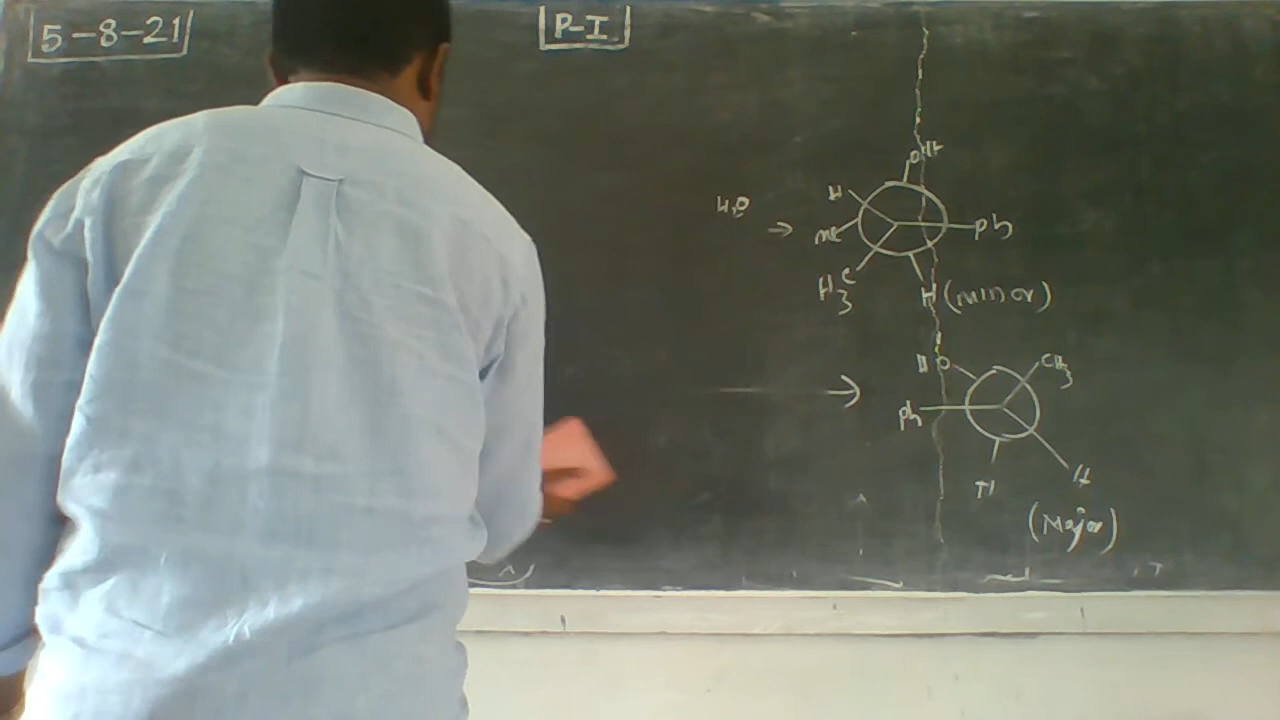 5-8-21
P-I
OH
H
H2O
→
Me
Ph
H3C
H (Minor)
HO
CH3
→
Ph
H
H
(Major)